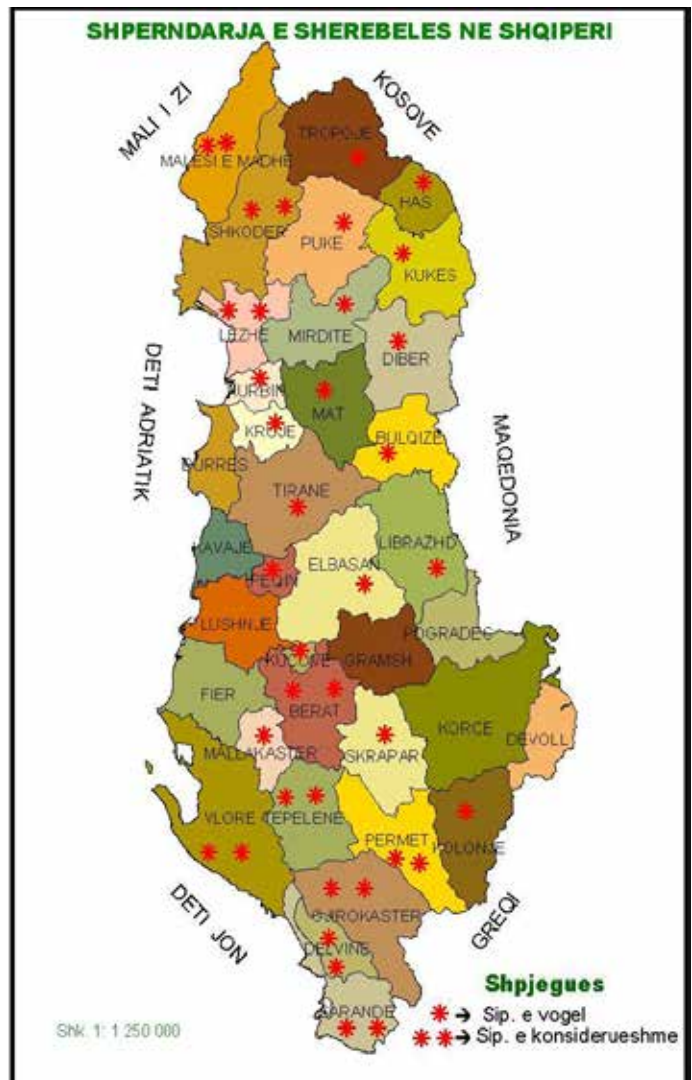 SHPERNDARJA E SHEREBELES NE SHQIPERI
MALI I ZI
KOSOVE
TROPOJE
MALESI E MADHE
HAS
SHKODER
PUKE
KUKES
LEZHE
MIRDITE
DIBER
DETI ADRIATIK
KURBIN
MAT
KRUJE
BULQIZE
DURRES
MAQEDONIA
TIRANE
KAVAJE
ELBASAN
LIBRAZHD
PEQIN
LUSHNJE
POGRADEC
KUCOVE
GRAMSH
FIER
BERAT
KORCE
DEVOLL
MALLAKASTER
SKRAPAR
VLORE
TEPELENE
PERMET
KOLONJE
DETI JON
GJIROKASTER
GREQI
DELVINE
SARANDE
Shpjegues
Sip. e vogel
Sip. e konsiderueshme
Shk. 1: 1 250 000